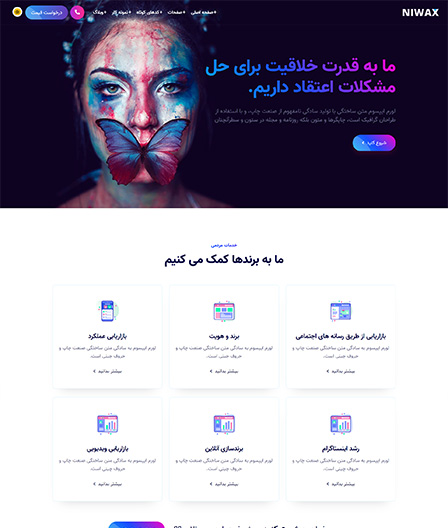 NIWAX
صفحه اصلی
صفحات
کدهای کوتاه
نمونه کار
وبلاگ
درخواست قیمت
ما به قدرت خلاقیت برای حل
مشکلات اعتقاد داریم.
لورم ایپسوم متن ساختگی با تولید سادگی نامفهوم از صنعت چاپ، و با استفاده از
طراحان گرافیک است، چاپگرها و متون بلکه روزنامه و مجله در ستون و سطرآنچنان
شروع کنید
خدمات مردمی
ما به برندها کمک می کنیم
بازاریابی از طریق رسانه های اجتماعی
لورم ایپسوم به سادگی متن ساختگی صنعت چاپ و
حروف چینی است.
بیشتر بدانید
برند و هویت
لورم ایپسوم به سادگی متن ساختگی صنعت چاپ و
حروف چینی است.
بیشتر بدانید
بازاریابی عملکرد
لورم ایپسوم به سادگی متن ساختگی صنعت چاپ و
حروف چینی است.
بیشتر بدانید
رشد اینستاگرام
لورم ایپسوم به سادگی متن ساختگی صنعت چاپ و
حروف چینی است.
بیشتر بدانید
برندسازی آنلاین
لورم ایپسوم به سادگی متن ساختگی صنعت چاپ و
حروف چینی است.
بیشتر بدانید
بازاریابی ویدیویی
لورم ایپسوم به سادگی متن ساختگی صنعت چاپ و
حروف چینی است.
بیشتر بدانید